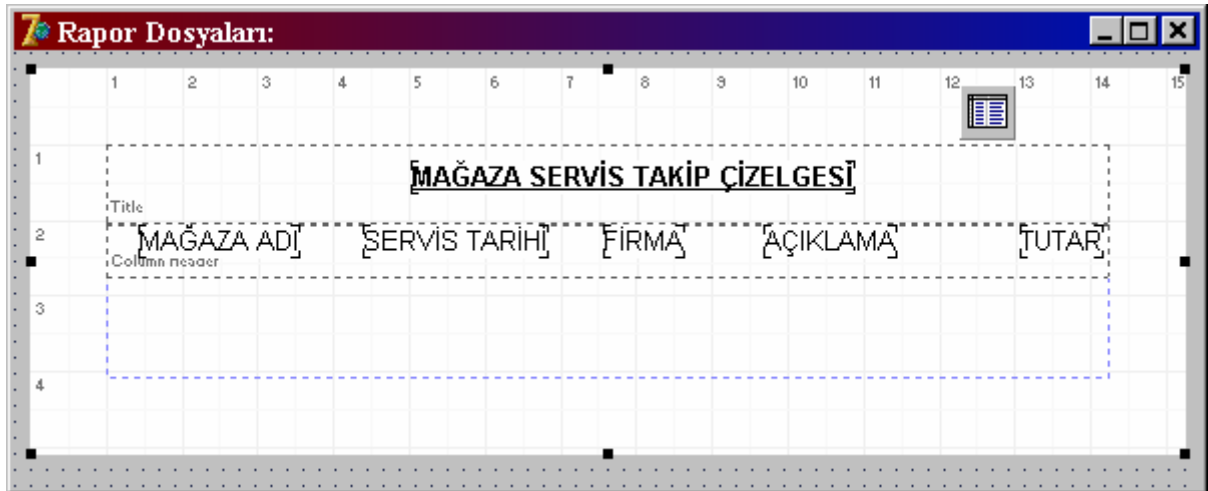 Rapor Dosyaları:
1 2 3 4 5 6 7 8 9 10 11 12 13 14 15
1
MAĞAZA SERVİS TAKİP ÇİZELGESİ
Title
2
MAĞAZA ADI SERVİS TARİHİ FİRMA AÇIKLAMA TUTAR
Column Header
3
4